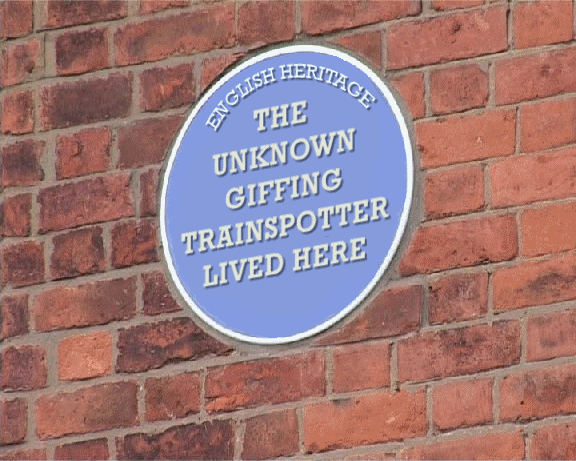 ENGLISH HERITAGE
THE
UNKNOWN
GIFFING
TRAINSPOTTER
LIVED HERE